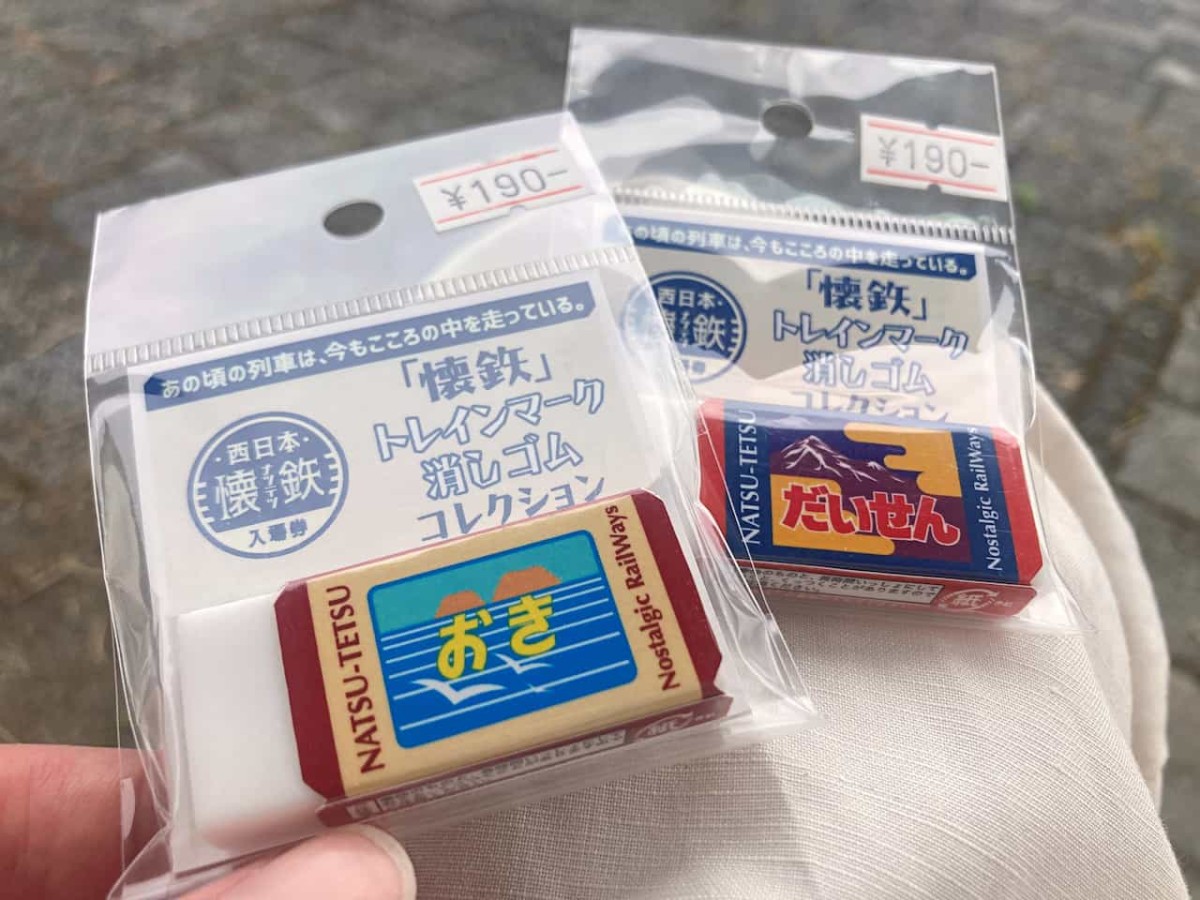 ¥190-
あの頃の列車は、今もこころの中を走っている。
・西日本・
懐鉄
ナツテツ
入場券
「懐鉄」
トレインマーク
消しゴム
コレクション
NATSU-TETSU
おき
Nostalgic RailWays
¥190-
の頃の列車は、今もこころの中を走っている。
西日本・
鉄
「懐鉄」
トレインマーク
消しゴム
コレクション
NATSU-TETSU
だいせん
Nostalgic RailWays
紙